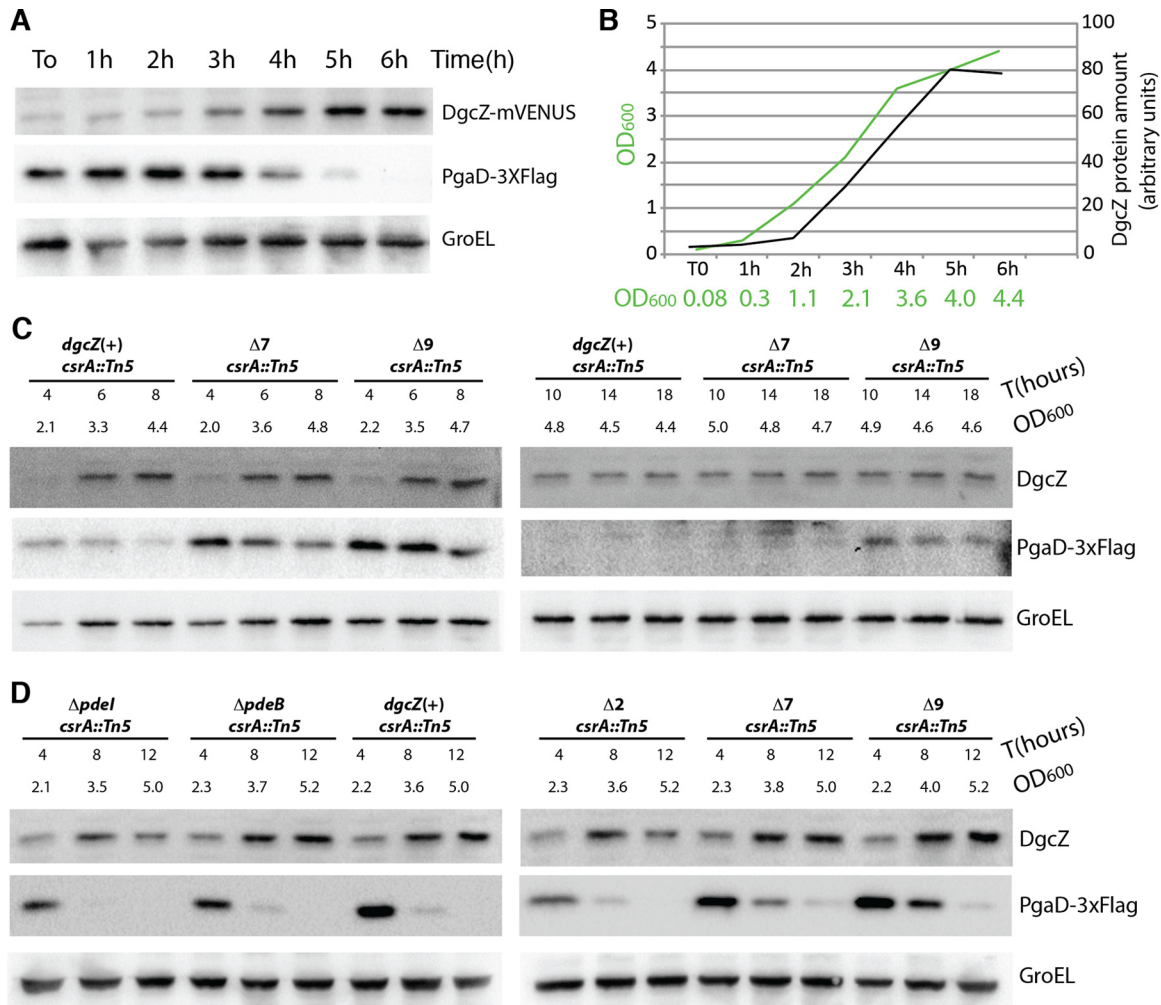 A
To 1h 2h 3h 4h 5h 6h Time(h)
DgcZ-mVENUS
PgaD-3XFlag
GroEL
B
5 100
4 80
3 60
2 40
1 20
0 0
OD600
DgcZ protein amount
(arbitrary units)
T0 1h 2h 3h 4h 5h 6h
OD600 0.08 0.3 1.1 2.1 3.6 4.0 4.4
C
dgcZ(+) Δ7 Δ9 dgcZ(+) Δ7 Δ9
csrA::Tn5 csrA::Tn5 csrA::Tn5 csrA::Tn5 csrA::Tn5 csrA::Tn5
4 6 8 4 6 8 4 6 8 10 14 18 10 14 18 10 14 18 T(hours)
2.1 3.3 4.4 2.0 3.6 4.8 2.2 3.5 4.7 4.8 4.5 4.4 5.0 4.8 4.7 4.9 4.6 4.6 OD600
DgcZ
PgaD-3xFlag
GroEL
D
ΔpdeI ΔpdeB dgcZ(+) Δ2 Δ7 Δ9
csrA::Tn5 csrA::Tn5 csrA::Tn5 csrA::Tn5 csrA::Tn5 csrA::Tn5
4 8 12 4 8 12 4 8 12 4 8 12 4 8 12 4 8 12 T(hours)
2.1 3.5 5.0 2.3 3.7 5.2 2.2 3.6 5.0 2.3 3.6 5.2 2.3 3.8 5.0 2.2 4.0 5.2 OD600
DgcZ
PgaD-3xFlag
GroEL